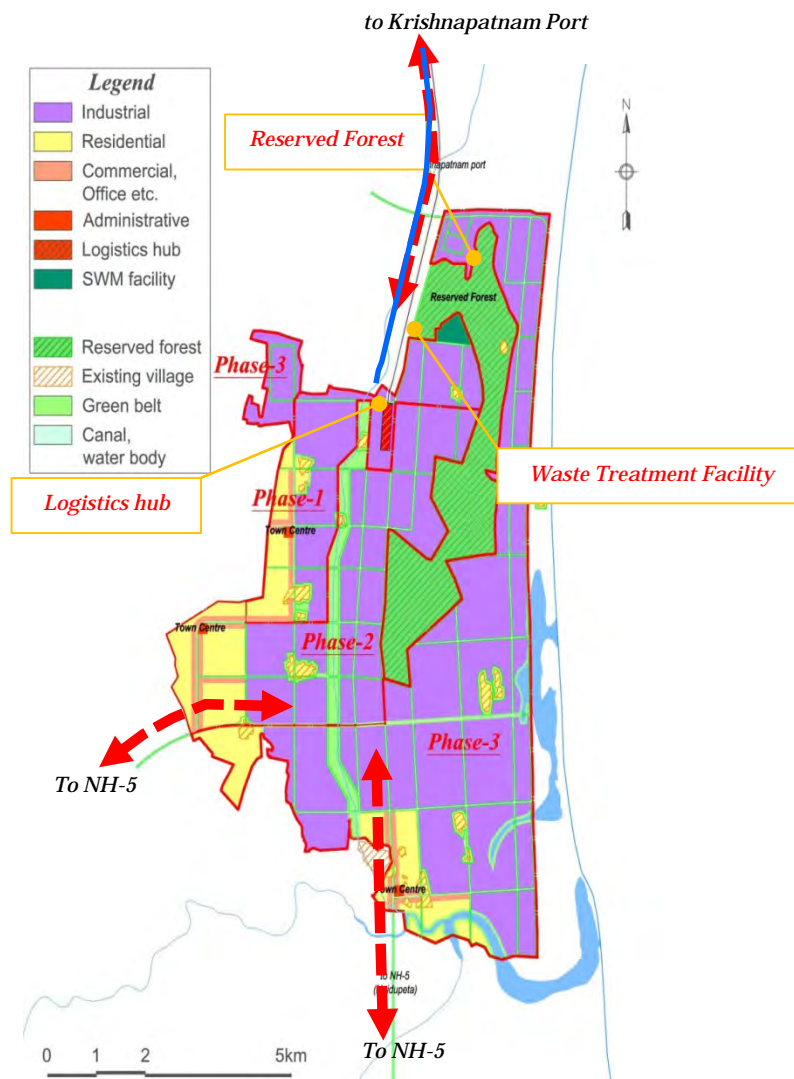 to Krishnapatnam Port
Legend
Industrial
Residential
Commercial,
Office etc.
Administrative
Logistics hub
SWM facility
Reserved forest
Existing village
Green belt
Canal,
water body
Reserved Forest
N
napatnam port
Reserved Forest
Phase-3
Waste Treatment Facility
Logistics hub
Phase-1
Town Centre
Town Centre
Phase-2
Phase-3
To NH-5
own Centre
to NH-5
To NH-5
0 1 2 5km